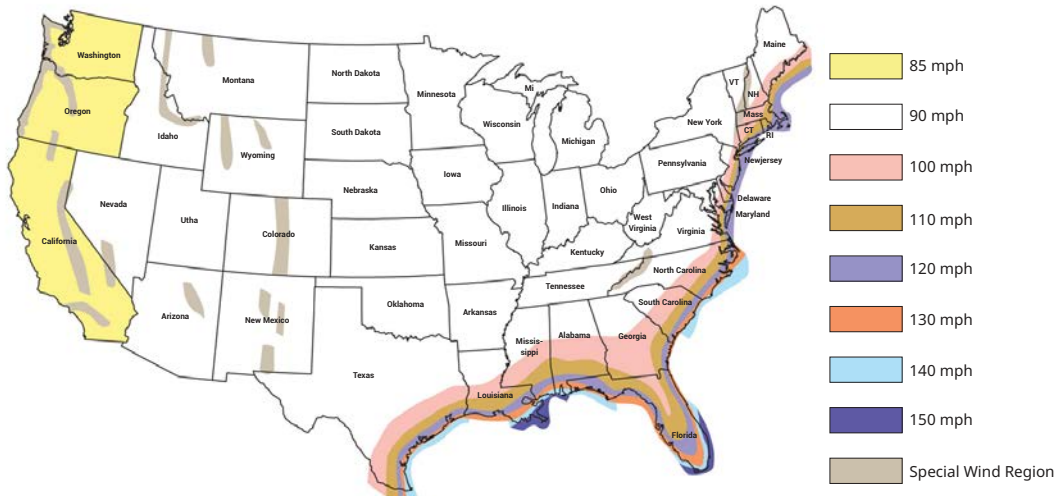 Washington
Oregon
California
Nevada
Idaho
Montana
Wyoming
Utha
Colorado
Arizona
New Mexico
North Dakota
South Dakota
Nebraska
Kansas
Oklahoma
Texas
Minnesota
Iowa
Missouri
Arkansas
Louisiana
Wisconsin
Mi
Michigan
Illinois
Indiana
Ohio
Kentucky
Tennessee
Missis-
sippi
Alabama
Georgia
Florida
South Carolina
North Carolina
Virginia
West
Virginia
Pennsylvania
New York
VT
NH
Maine
Mass
CT
RI
Newjersey
Delaware
Maryland
85 mph
90 mph
100 mph
110 mph
120 mph
130 mph
140 mph
150 mph
Special Wind Region